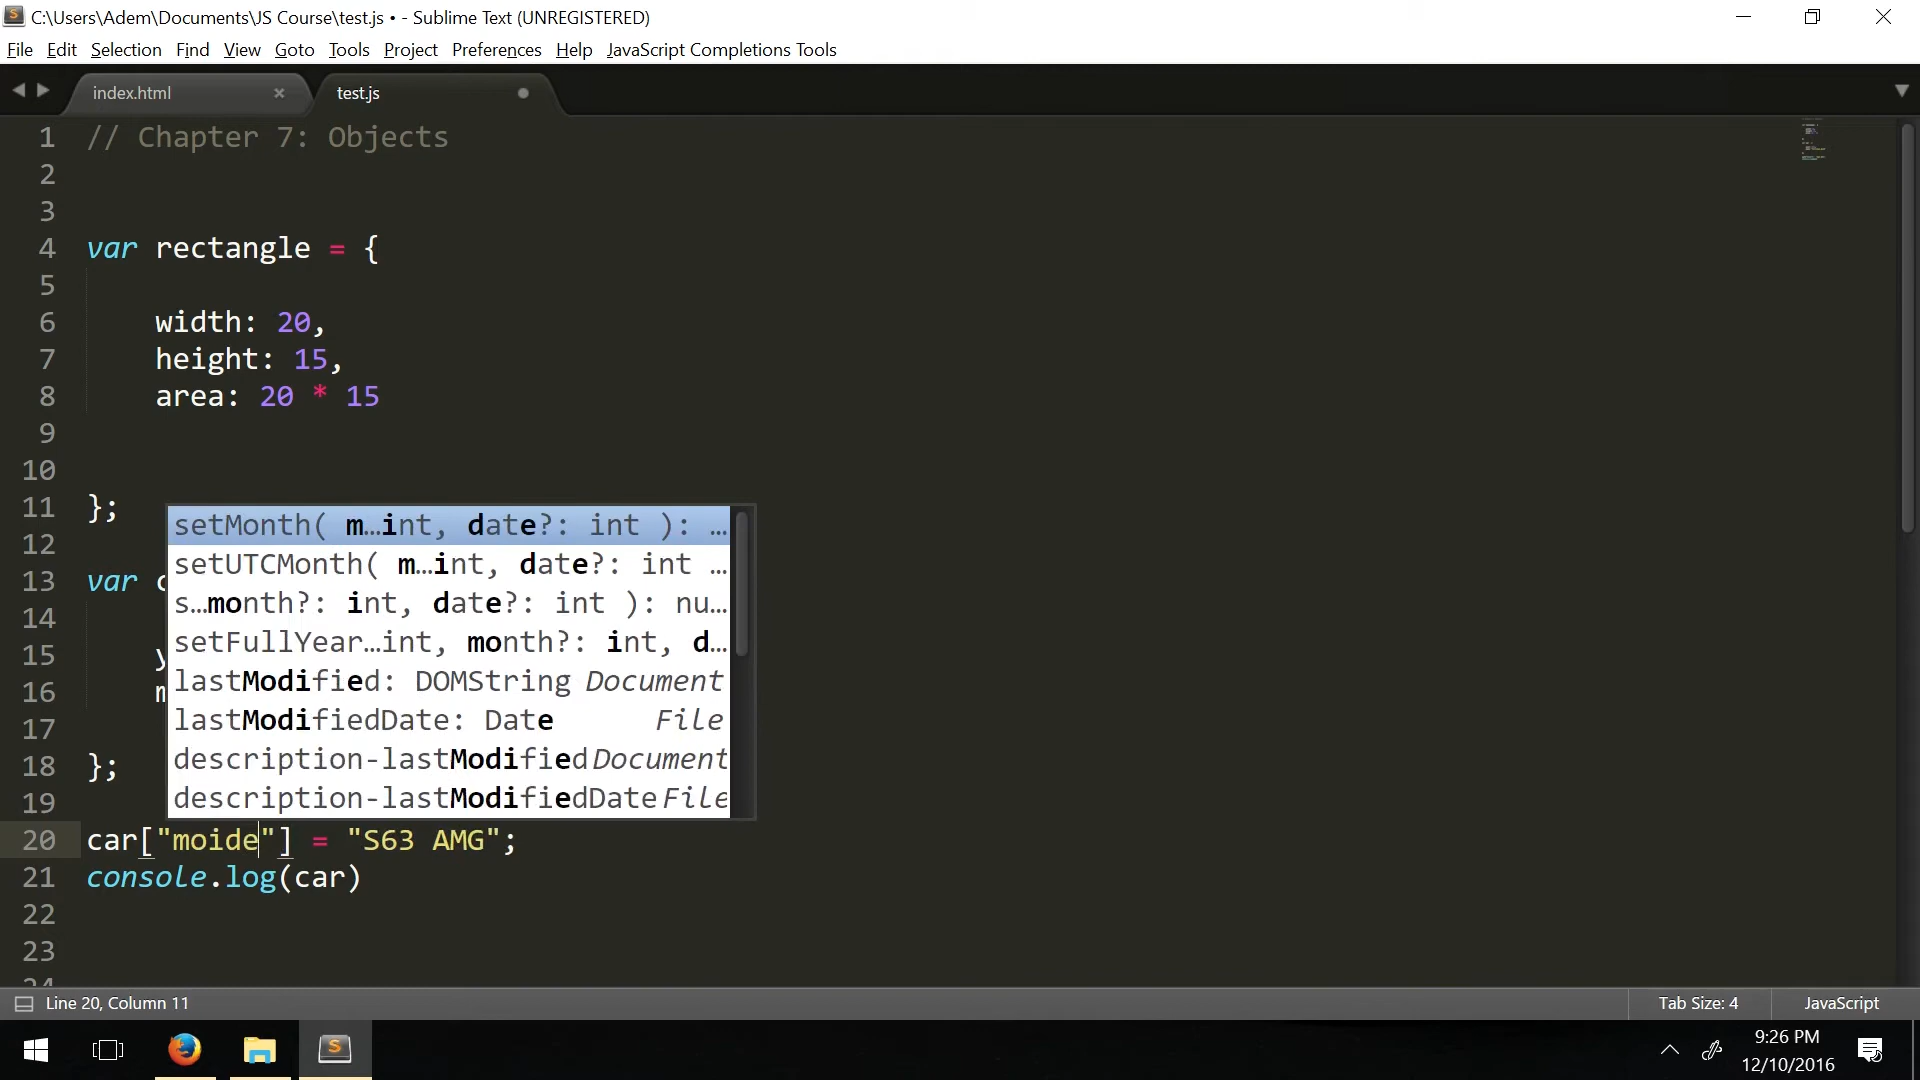 C:\Users\Adem\Documents\JS Course\test.js • - Sublime Text (UNREGISTERED)
File Edit Selection Find View Goto Tools Project Preferences Help JavaScript Completions Tools
index.html × test.js
1 // Chapter 7: Objects
2
3
4 var rectangle = {
5
6 width: 20,
7 height: 15,
8 area: 20 * 15
9
10
11 };
12
13 var c
14
15 y
16 m
17
18 };
19
setMonth( m…int, date?: int ): …
setUTCMonth( m…int, date?: int …
s…month?: int, date?: int ): nu…
setFullYear…int, month?: int, d…
lastModified: DOMString Document
lastModifiedDate: Date File
description-lastModified Document
description-lastModifiedDate File
20 car["moide"] = "S63 AMG";
21 console.log(car)
22
23
24
Line 20, Column 11 Tab Size: 4 JavaScript
9:26 PM
12/10/2016